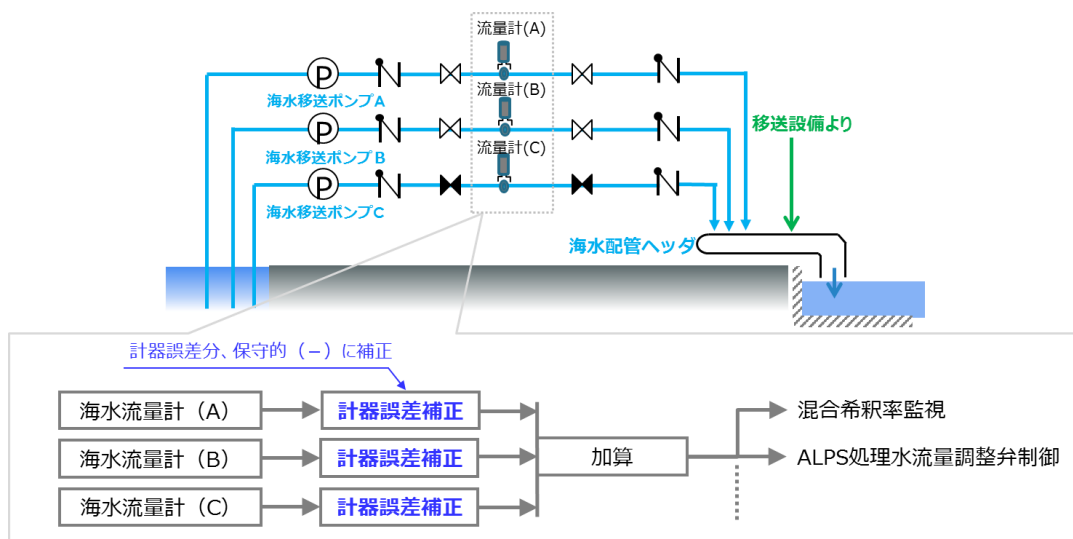 流量計(A)
P
海水移送ポンプA
流量計(B)
P
海水移送ポンプB
移送設備より
流量計(C)
P
海水移送ポンプC
海水配管ヘッダ
計器誤差分、保守的（－）に補正
海水流量計（A）
計器誤差補正
混合希釈率監視
海水流量計（B）
計器誤差補正
加算
ALPS処理水流量調整弁制御
海水流量計（C）
計器誤差補正